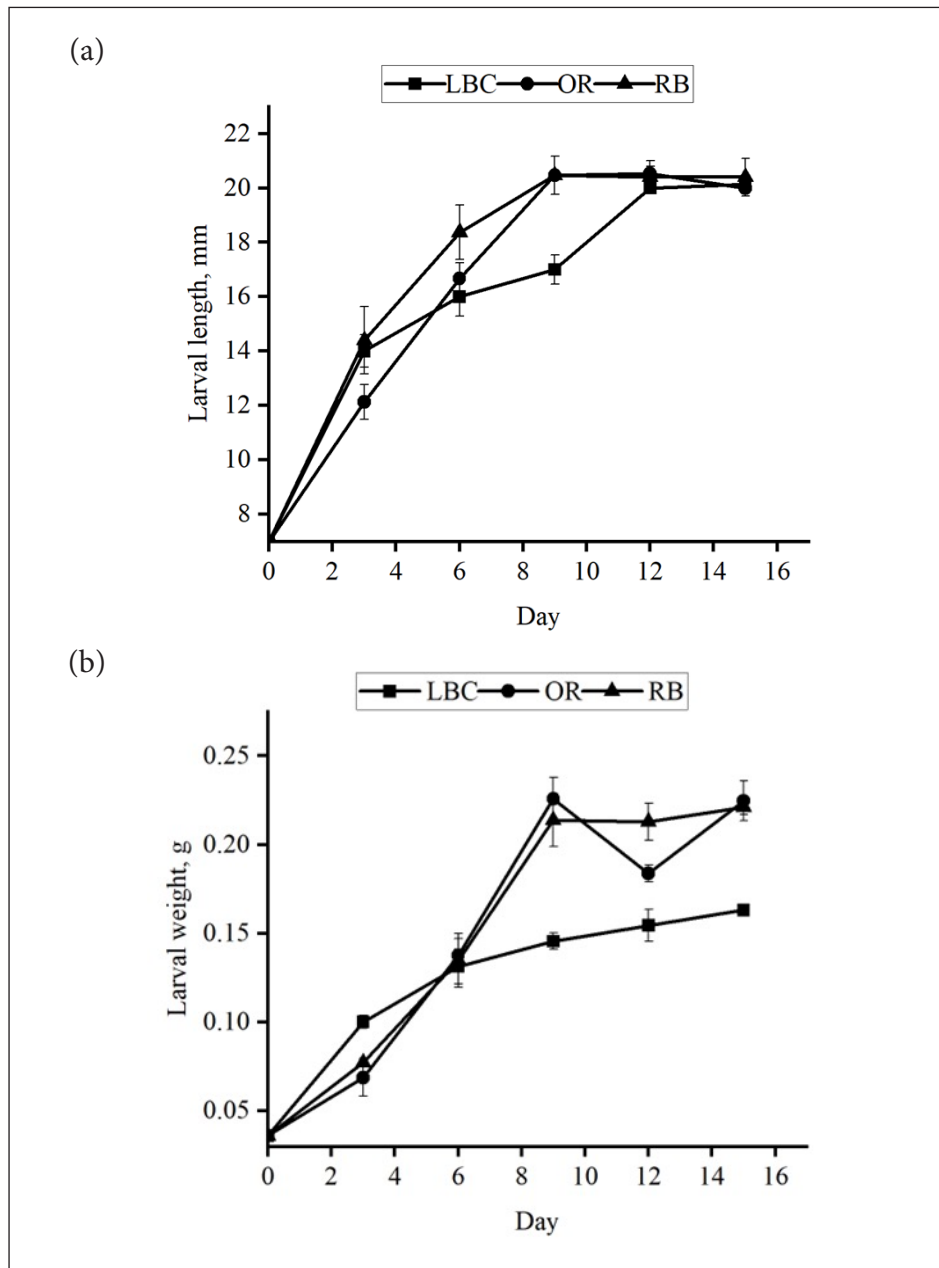 (a)
LBC OR RB
22
20
18
16
14
12
10
8
Larval length, mm
0 2 4 6 8 10 12 14 16
Day
(b)
LBC OR RB
0.25
0.20
0.15
0.10
0.05
Larval weight, g
0 2 4 6 8 10 12 14 16
Day